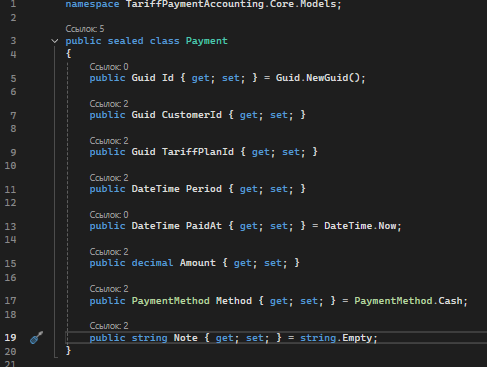 1 namespace TariffPaymentAccounting.Core.Models;
2
Ссылок: 5
3 public sealed class Payment
4 {
Ссылок: 0
5 public Guid Id { get; set; } = Guid.NewGuid();
6
Ссылок: 2
7 public Guid CustomerId { get; set; }
8
Ссылок: 2
9 public Guid TariffPlanId { get; set; }
10
Ссылок: 2
11 public DateTime Period { get; set; }
12
Ссылок: 0
13 public DateTime PaidAt { get; set; } = DateTime.Now;
14
Ссылок: 2
15 public decimal Amount { get; set; }
16
Ссылок: 2
17 public PaymentMethod Method { get; set; } = PaymentMethod.Cash;
18
Ссылок: 2
19 public string Note { get; set; } = string.Empty;
20 }
21